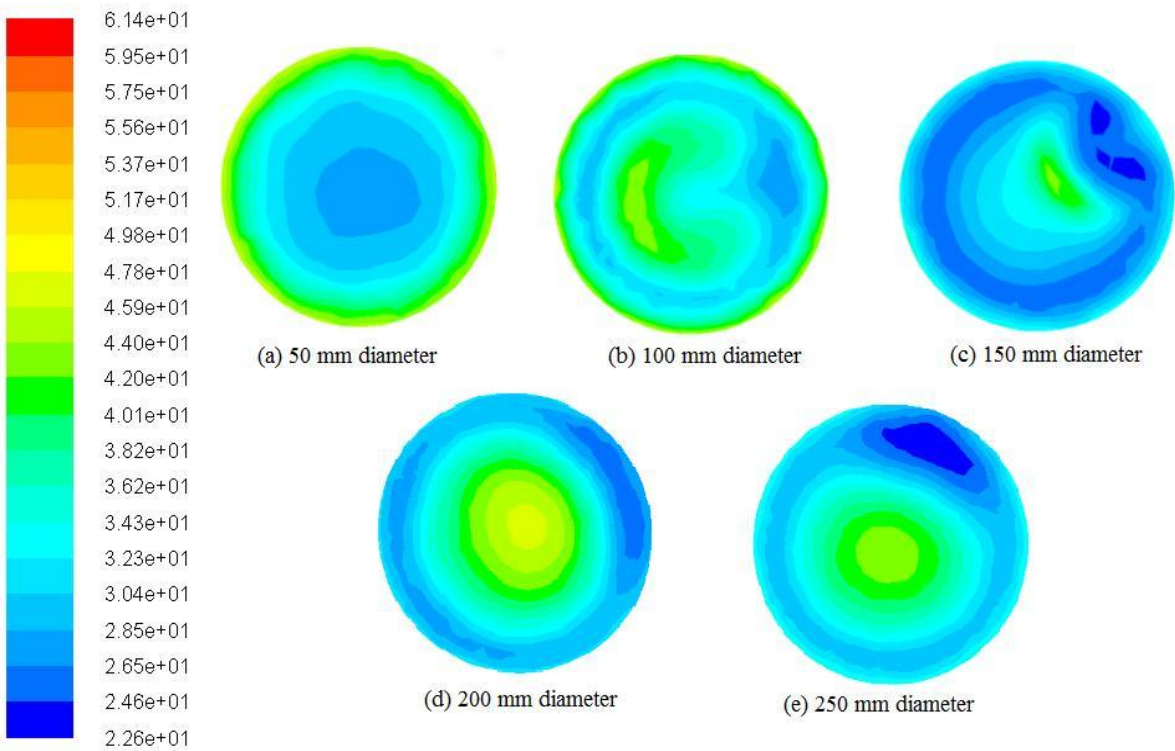 6.14e+01
5.95e+01
5.75e+01
5.56e+01
5.37e+01
5.17e+01
4.98e+01
4.78e+01
4.59e+01
4.40e+01
4.20e+01
4.01e+01
3.82e+01
3.62e+01
3.43e+01
3.23e+01
3.04e+01
2.85e+01
2.65e+01
2.46e+01
2.26e+01
(a) 50 mm diameter
(b) 100 mm diameter
(c) 150 mm diameter
(d) 200 mm diameter
(e) 250 mm diameter